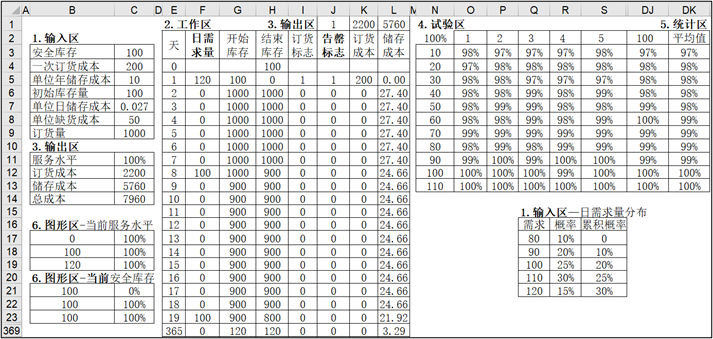 A B C D E F G H I J K L M N O P Q R S DJ DK
1 2.工作区 3.输出区 1 2200 5760 4.试验区 5.统计区
2 1.输入区 天 日需求量 开始库存 结束库存 订货标志 告罄标志 订货成本 储存成本 100% 1 2 3 4 5 100 平均值
3 安全库存 100 0 100 10 98% 97% 97% 98% 97% 97% 97%
4 一次订货成本 200 20 97% 98% 98% 98% 97% 98% 98%
5 单位年储存成本 10 1 120 100 0 1 1 200 0.00 30 98% 98% 97% 97% 98% 98% 98%
6 初始库存量 100 2 0 1000 1000 0 0 0 27.40 40 98% 98% 99% 98% 98% 99% 98%
7 单位日储存成本 0.027 3 0 1000 1000 0 0 0 27.40 50 98% 99% 98% 98% 99% 98% 98%
8 单位缺货成本 50 4 0 1000 1000 0 0 0 27.40 60 99% 98% 99% 98% 99% 100% 99%
9 订货量 1000 5 0 1000 1000 0 0 0 27.40 70 99% 99% 99% 99% 99% 99% 99%
10 3.输出区 6 0 1000 1000 0 0 0 27.40 80 98% 99% 98% 99% 99% 99% 99%
11 服务水平 100% 7 0 1000 1000 0 0 0 27.40 90 99% 100% 99% 100% 100% 99% 99%
12 订货成本 2200 8 100 1000 900 0 0 0 24.66 100 100% 100% 99% 100% 100% 100% 100%
13 储存成本 5760 9 0 900 900 0 0 0 24.66 110 100% 100% 100% 100% 100% 100% 100%
14 总成本 7960 10 0 900 900 0 0 0 24.66
15 11 0 900 900 0 0 0 24.66 1.输入区—日需求量分布
16 6.图形区-当前服务水平 12 0 900 900 0 0 0 24.66 需求 概率 累积概率
17 0 100% 13 0 900 900 0 0 0 24.66 80 10% 0
18 100 100% 14 0 900 900 0 0 0 24.66 90 20% 10%
19 120 100% 15 0 900 900 0 0 0 24.66 100 25% 20%
20 6.图形区-当前安全库存 16 0 900 900 0 0 0 24.66 110 30% 25%
21 100 0% 17 0 900 900 0 0 0 24.66 120 15% 30%
22 100 100% 18 0 900 900 0 0 0 24.66
23 100 100% 19 100 900 800 0 0 0 21.92
369 365 0 120 120 0 0 0 3.29